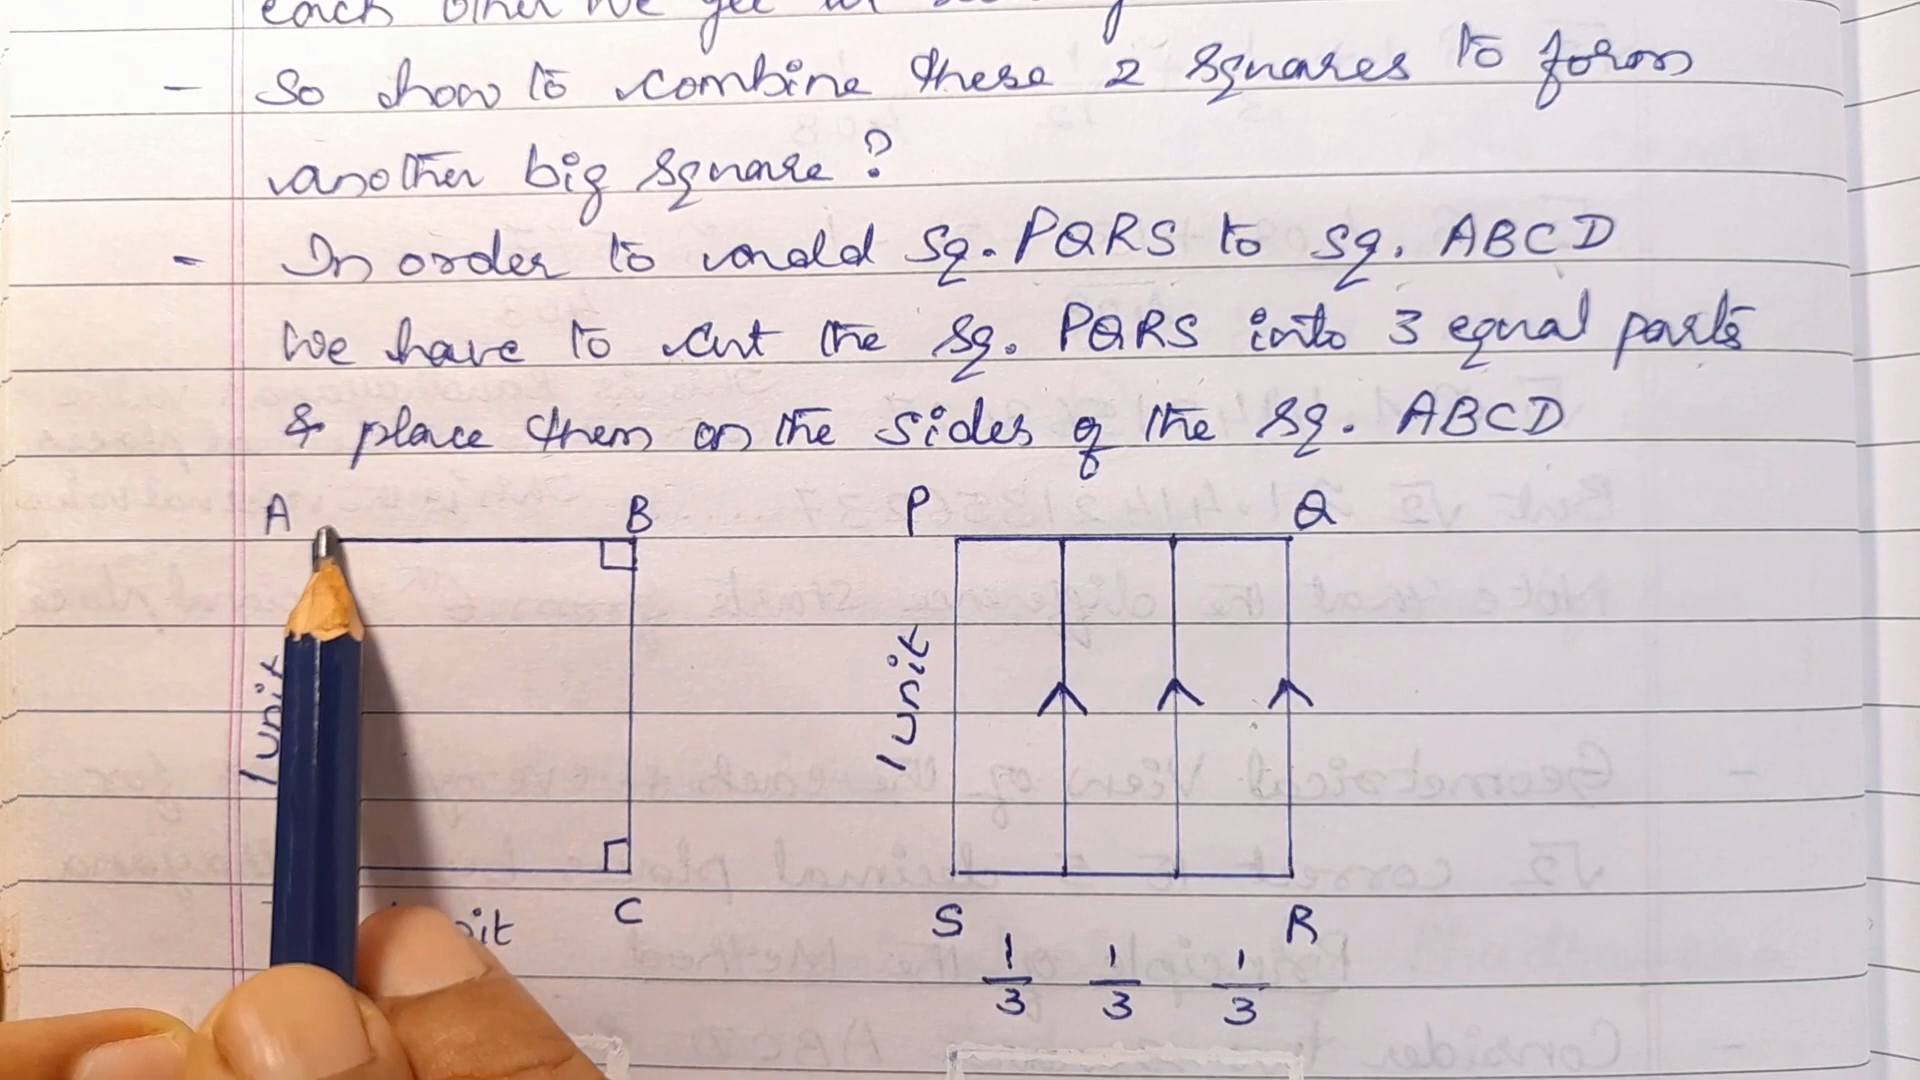 - So how to combine these 2 squares to form
another big square?
- In order to mold Sq. PQRS to sq. ABCD
We have to cut the sq. PQRS into 3 equal parts
& place them on the sides of the sq. ABCD
A B P Q
1 unit 1 unit
C S R
1/3 1/3 1/3